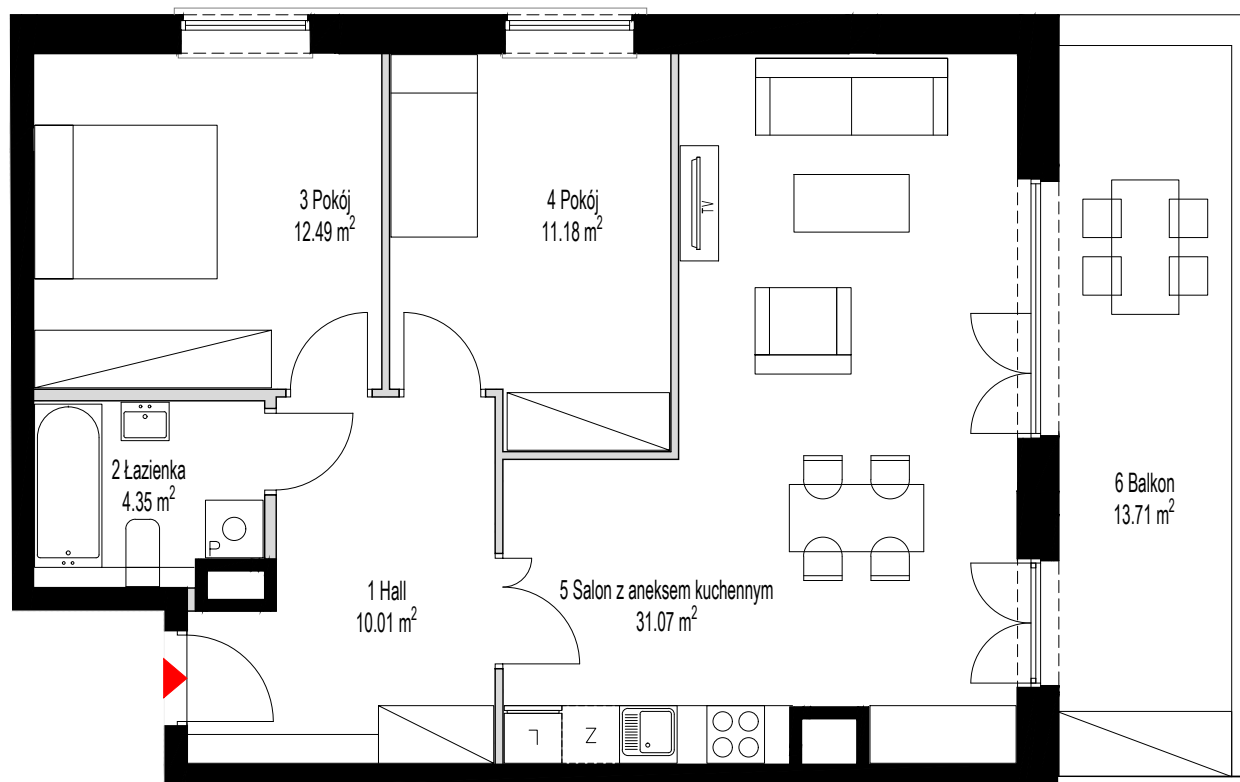 3 Pokój
12.49 m²
4 Pokój
11.18 m²
TV
2 Łazienka
4.35 m²
P
1 Hall
10.01 m²
5 Salon z aneksem kuchennym
31.07 m²
6 Balkon
13.71 m²
L
Z